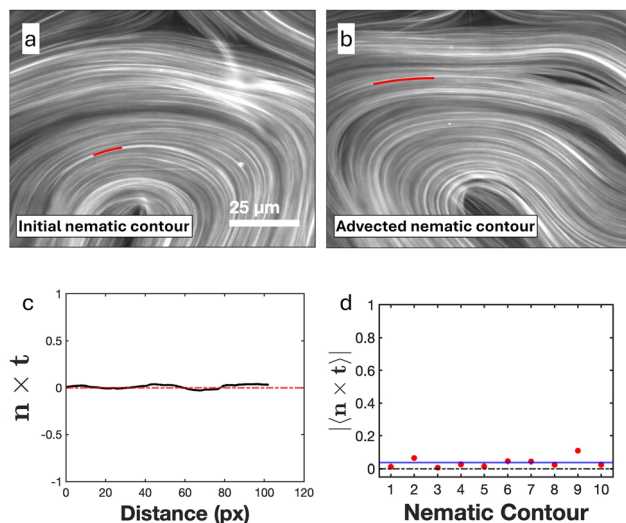 a
Initial nematic contour
25 µm
b
Advected nematic contour
c
n × t
1
0.5
0
-0.5
-1
0 20 40 60 80 100 120
Distance (px)
d
|⟨n × t⟩|
1
0.8
0.6
0.4
0.2
0
1 2 3 4 5 6 7 8 9 10
Nematic Contour